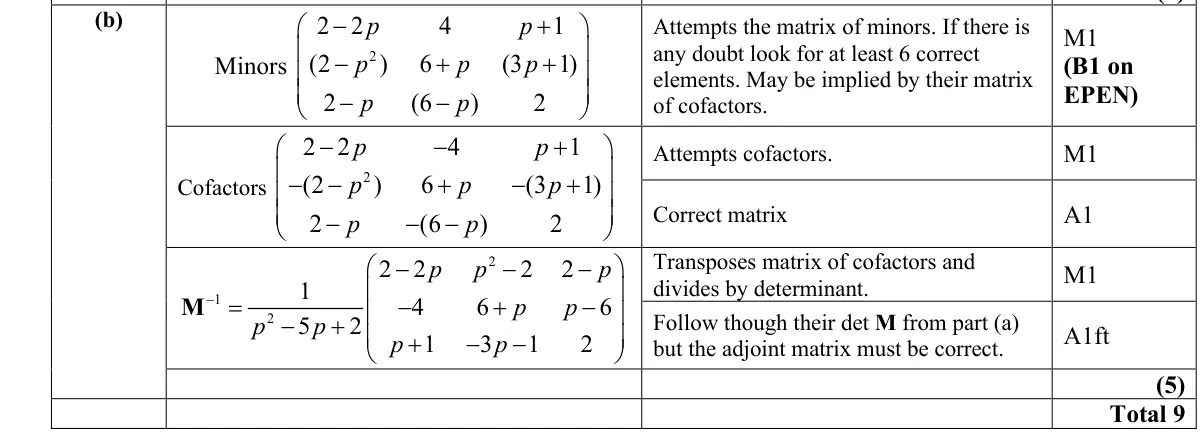 (b)
Minors
2 − 2p 4 p + 1
(2 − p²) 6 + p (3p + 1)
2 − p (6 − p) 2
Attempts the matrix of minors. If there is
any doubt look for at least 6 correct
elements. May be implied by their matrix
of cofactors.
M1
(B1 on
EPEN)
Cofactors
2 − 2p −4 p + 1
−(2 − p²) 6 + p −(3p + 1)
2 − p −(6 − p) 2
Attempts cofactors.
M1
Correct matrix
A1
M⁻¹ = 1 / (p² − 5p + 2)
2 − 2p p² − 2 2 − p
−4 6 + p p − 6
p + 1 −3p − 1 2
Transposes matrix of cofactors and
divides by determinant.
M1
Follow though their det M from part (a)
but the adjoint matrix must be correct.
A1ft
(5)
Total 9